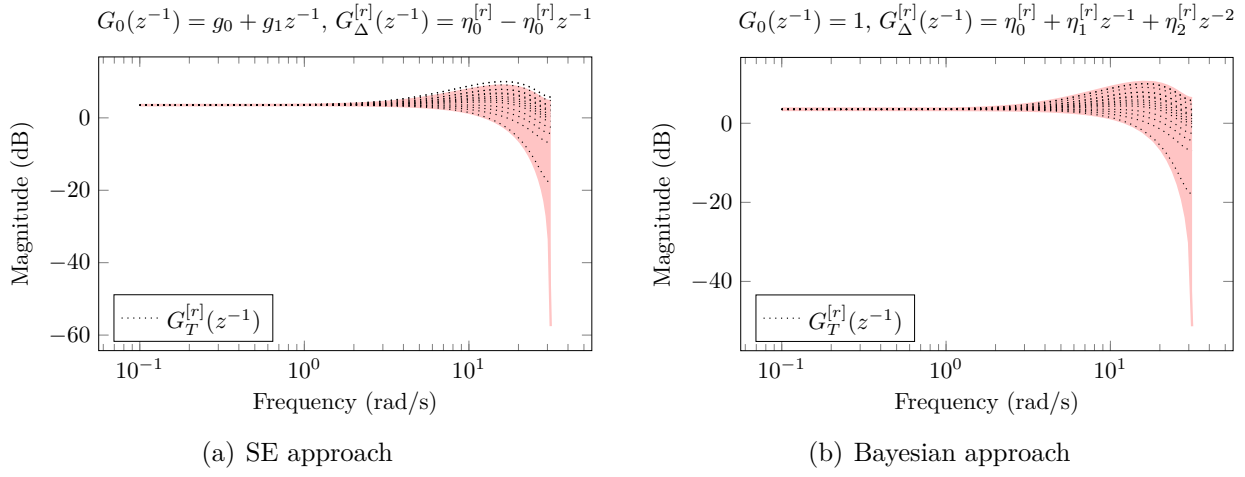 G_0(z^{-1}) = g_0 + g_1z^{-1}, G_Δ^{[r]}(z^{-1}) = η_0^{[r]} − η_0^{[r]}z^{-1}
0
−20
−40
−60
Magnitude (dB)
G_T^{[r]}(z^{-1})
10^{-1} 10^0 10^1
Frequency (rad/s)
(a) SE approach
G_0(z^{-1}) = 1, G_Δ^{[r]}(z^{-1}) = η_0^{[r]} + η_1^{[r]}z^{-1} + η_2^{[r]}z^{-2}
0
−20
−40
Magnitude (dB)
G_T^{[r]}(z^{-1})
10^{-1} 10^0 10^1
Frequency (rad/s)
(b) Bayesian approach